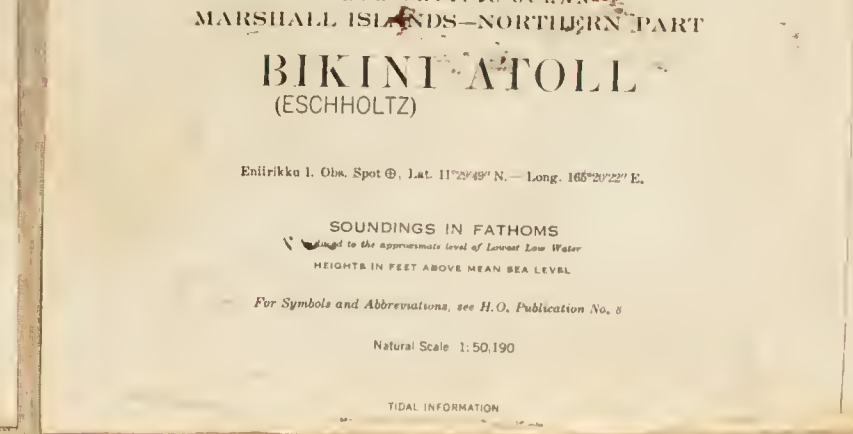 MARSHALL ISLANDS—NORTHERN PART
BIKINI ATOLL
(ESCHHOLTZ)
Eniirikku I. Obs. Spot ⊕, Lat. 11°29'49" N. — Long. 165°20'22" E.
SOUNDINGS IN FATHOMS
to the approximate level of Lowest Low Water
HEIGHTS IN FEET ABOVE MEAN SEA LEVEL
For Symbols and Abbreviations, see H.O. Publication No.
Natural Scale 1:50,190
TIDAL INFORMATION